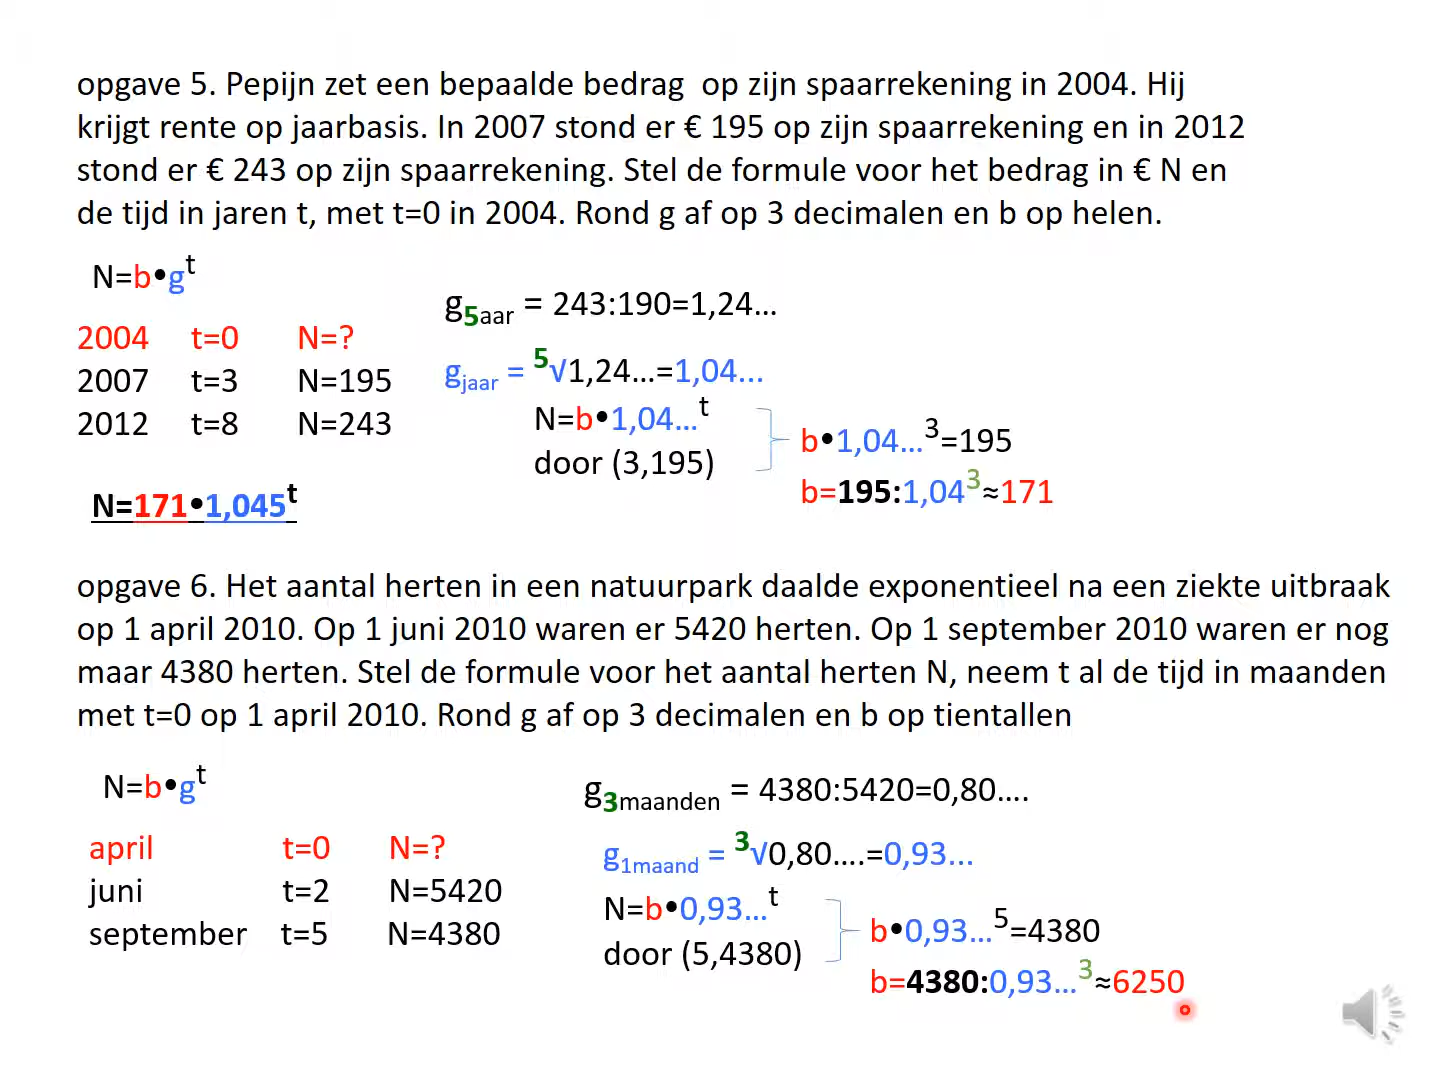 opgave 5. Pepijn zet een bepaalde bedrag  op zijn spaarrekening in 2004. Hij
krijgt rente op jaarbasis. In 2007 stond er € 195 op zijn spaarrekening en in 2012
stond er € 243 op zijn spaarrekening. Stel de formule voor het bedrag in € N en
de tijd in jaren t, met t=0 in 2004. Rond g af op 3 decimalen en b op helen.
N=b•g^t
2004 t=0 N=?
2007 t=3 N=195
2012 t=8 N=243
N=171•1,045^t
g_5aar = 243:190=1,24...
g_jaar = ^5√1,24...=1,04...
N=b•1,04...^t
door (3,195)
b•1,04...^3=195
b=195:1,04^3≈171
opgave 6. Het aantal herten in een natuurpark daalde exponentieel na een ziekte uitbraak
op 1 april 2010. Op 1 juni 2010 waren er 5420 herten. Op 1 september 2010 waren er nog
maar 4380 herten. Stel de formule voor het aantal herten N, neem t al de tijd in maanden
met t=0 op 1 april 2010. Rond g af op 3 decimalen en b op tientallen
N=b•g^t
april t=0 N=?
juni t=2 N=5420
september t=5 N=4380
g_3maanden = 4380:5420=0,80....
g_1maand = ^3√0,80....=0,93...
N=b•0,93...^t
door (5,4380)
b•0,93...^5=4380
b=4380:0,93...^3≈6250